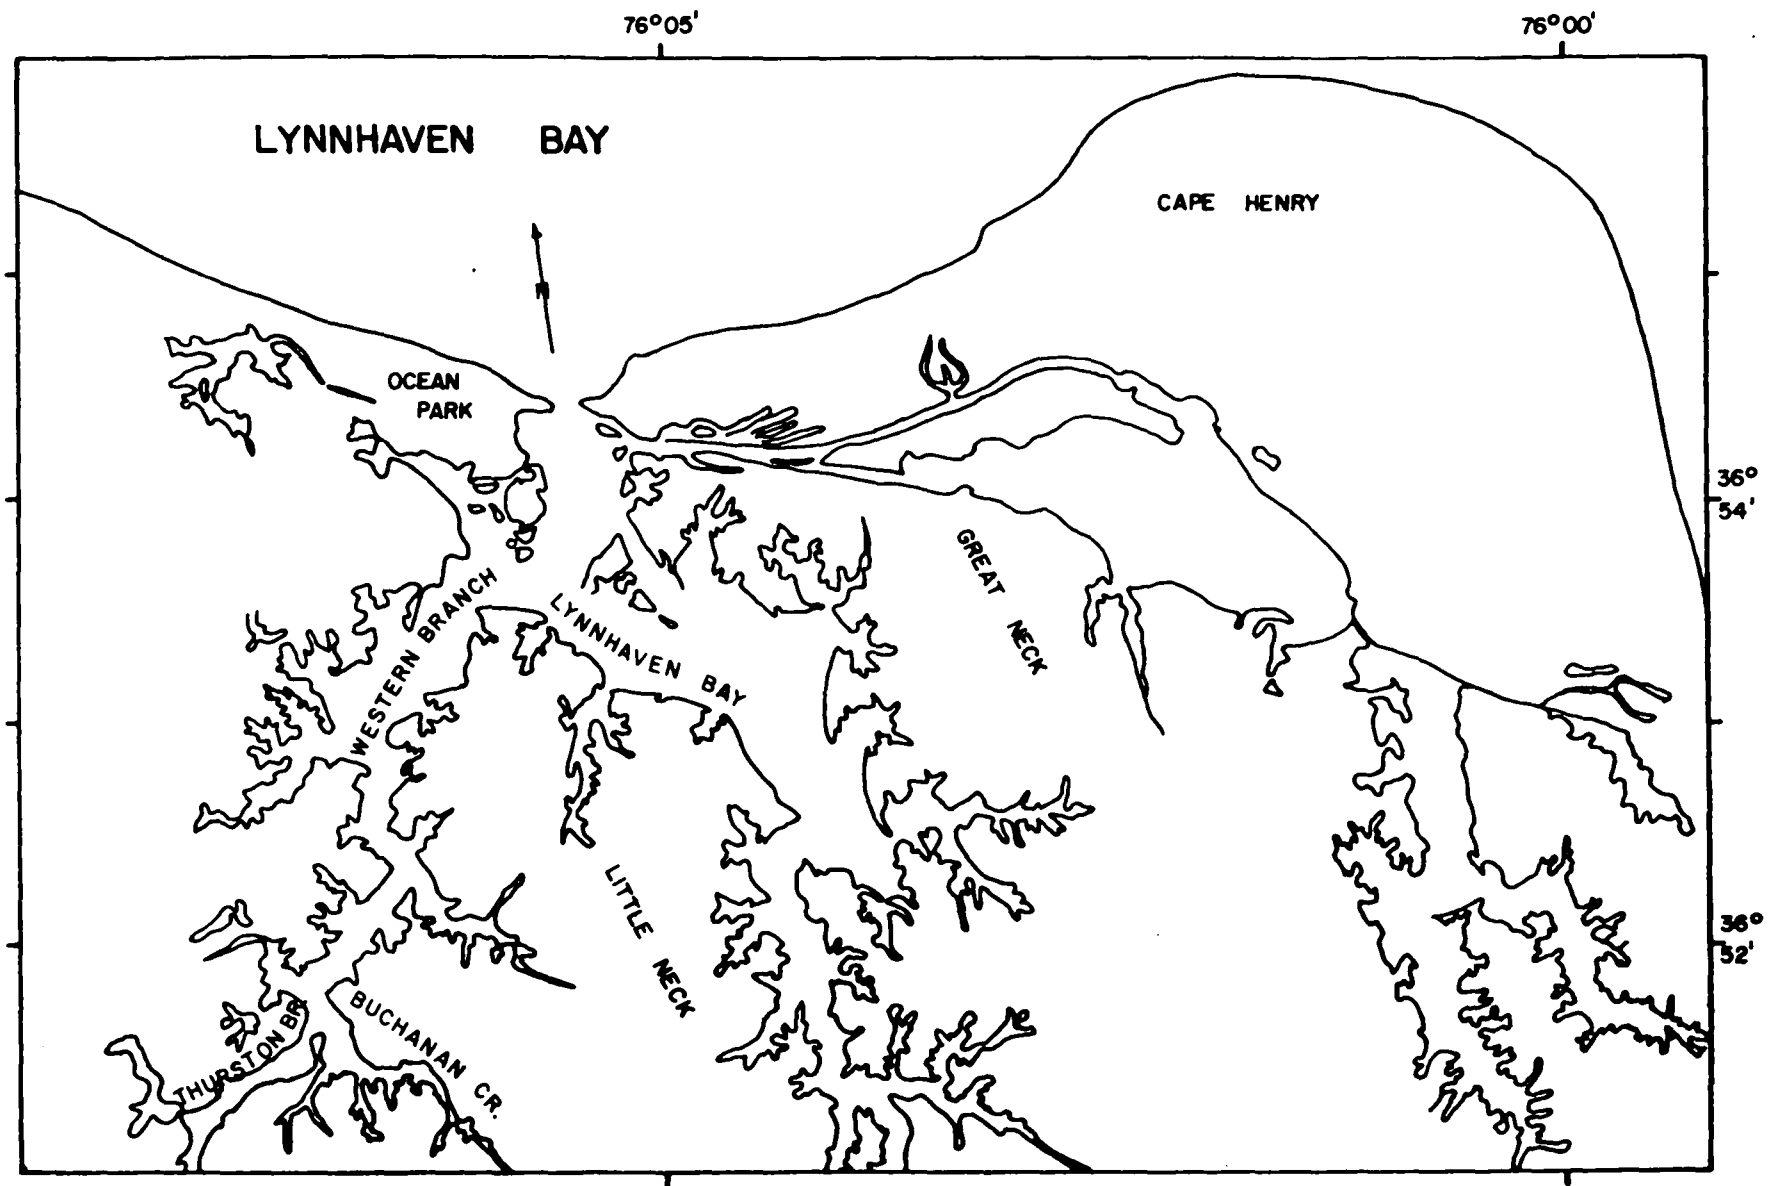 76°05'
76°00'
LYNNHAVEN BAY
CAPE HENRY
N
OCEAN
PARK
36°
54'
GREAT NECK
WESTERN BRANCH
LYNNHAVEN BAY
LITTLE NECK
36°
52'
THURSTON BR.
BUCHANAN CR.